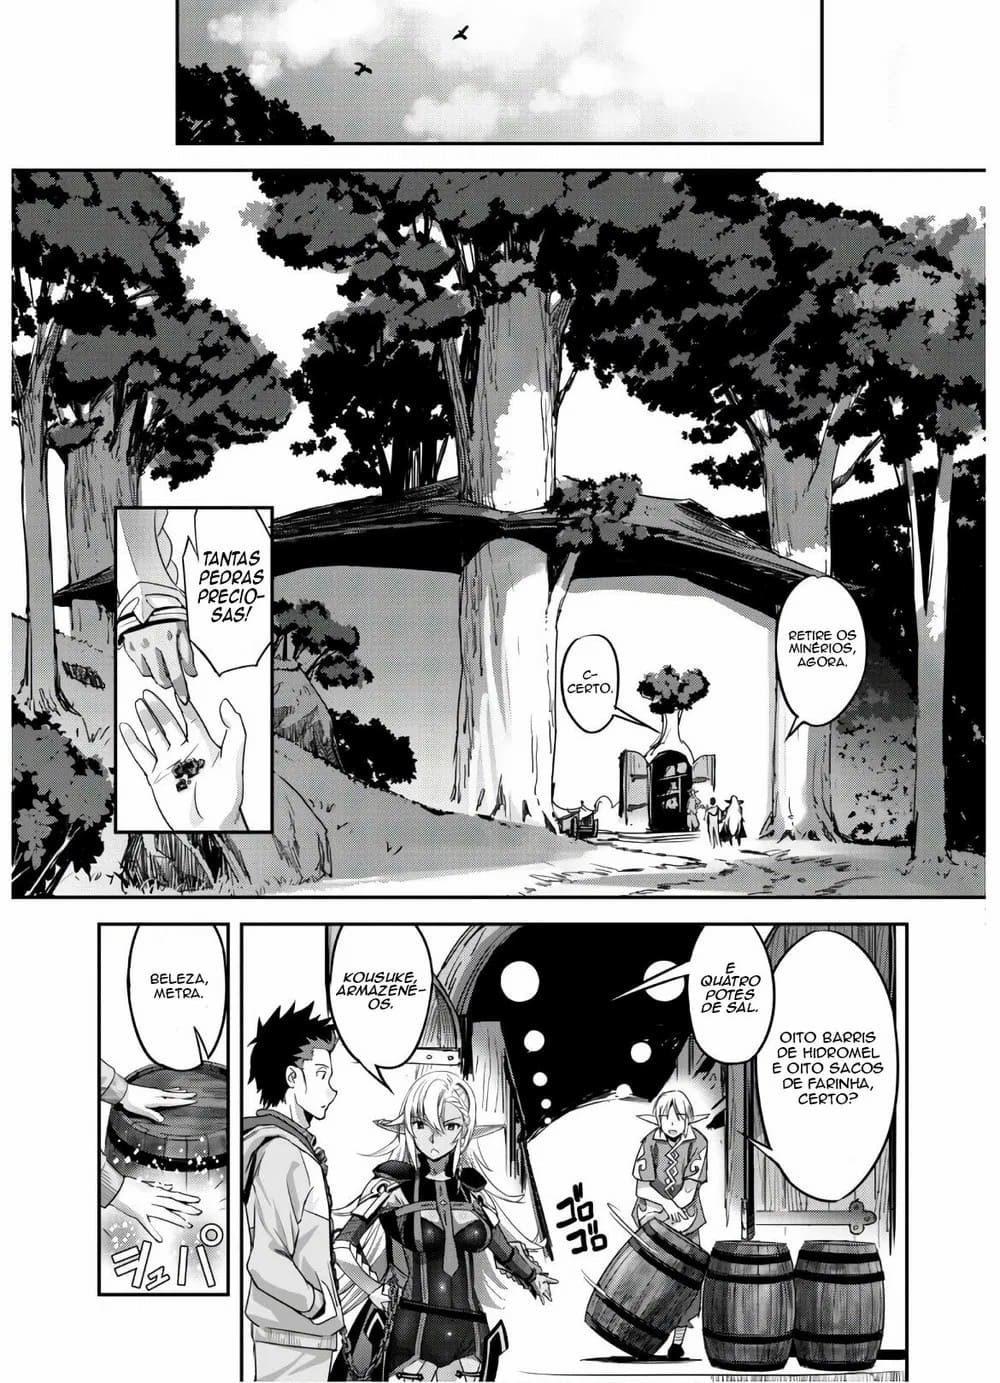 RETIRE OS
MINÉRIOS,
AGORA.
C-
CERTO.
TANTAS
PEDRAS
PRECIO-
SAS!
OITO BARRIS
DE HIDROMEL
E OITO SACOS
DE FARINHA,
CERTO?
E
QUATRO
POTES
DE SAL.
ゴロ
ゴロ
KOUSUKE,
ARMAZENE-
OS.
BELEZA,
METRA.
シュパ